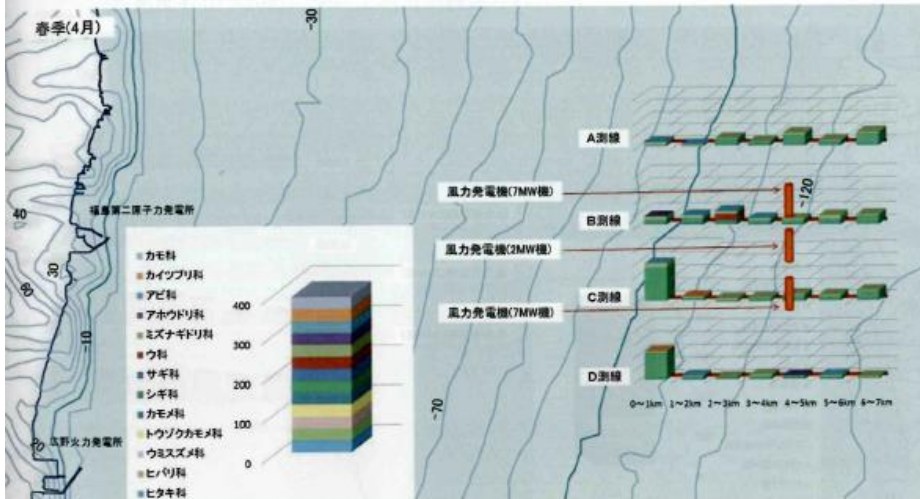 春季(4月)
-30
A測線
風力発電機(7MW機)
-120
40
福島第二原子力発電所
B測線
カモ科
カイツブリ科
アビ科
アホウドリ科
ミズナギドリ科
ウ科
サギ科
シギ科
カモメ科
トウゾクカモメ科
ウミスズメ科
ヒバリ科
ヒタキ科
400
300
200
100
0
風力発電機(2MW機)
30
60
C測線
風力発電機(7MW機)
-10
D測線
0~1km
1~2km
2~3km
3~4km
4~5km
5~6km
6~7km
-70
広野火力発電所
20